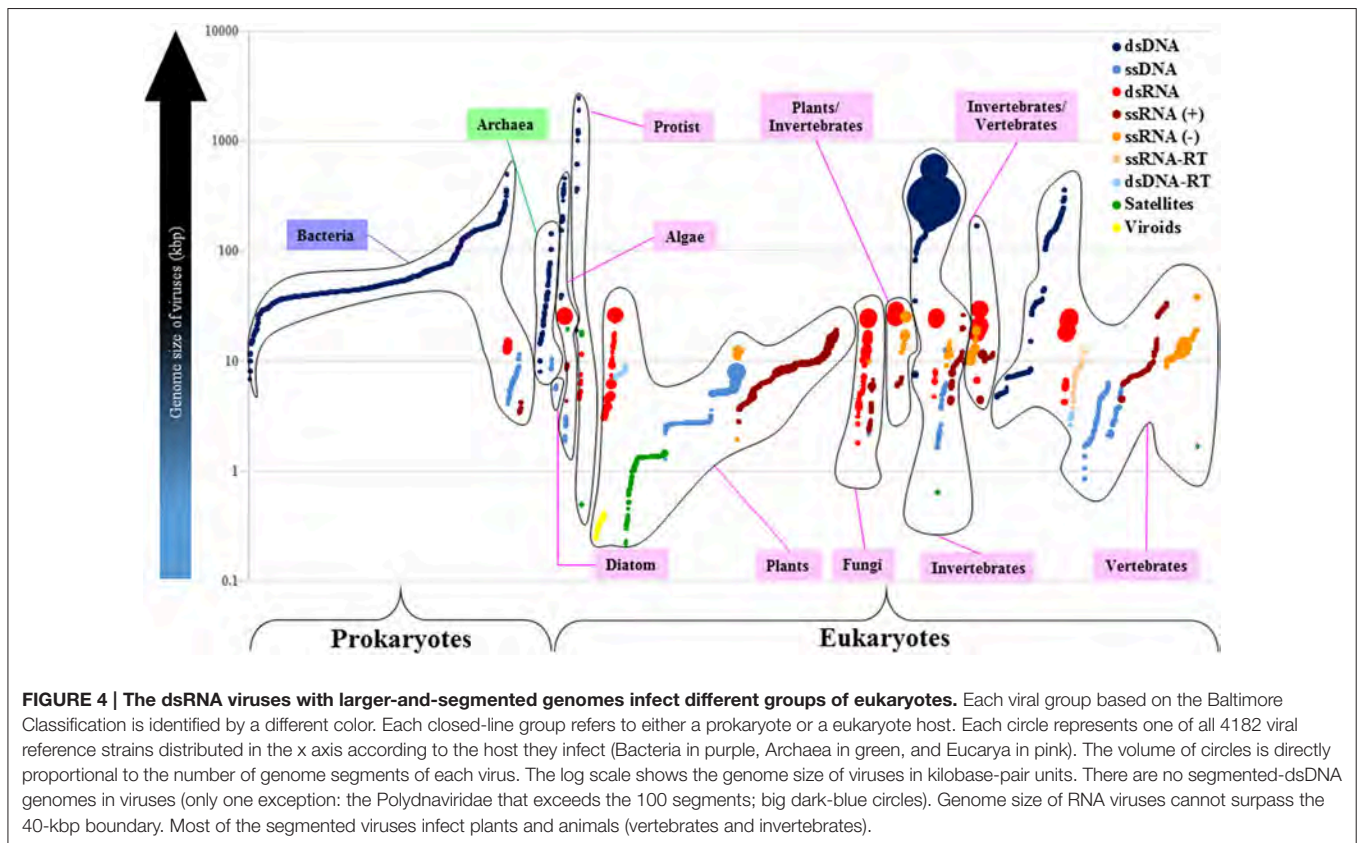 10000
1000
100
10
1
0.1
Genome size of viruses (kbp)
dsDNA
ssDNA
dsRNA
ssRNA (+)
ssRNA (-)
ssRNA-RT
dsDNA-RT
Satellites
Viroids
Bacteria
Archaea
Protist
Algae
Plants/
Invertebrates
Invertebrates/
Vertebrates
Diatom
Plants
Fungi
Invertebrates
Vertebrates
Prokaryotes
Eukaryotes
FIGURE 4 | The dsRNA viruses with larger-and-segmented genomes infect different groups of eukaryotes. Each viral group based on the Baltimore
Classification is identified by a different color. Each closed-line group refers to either a prokaryote or a eukaryote host. Each circle represents one of all 4182 viral
reference strains distributed in the x axis according to the host they infect (Bacteria in purple, Archaea in green, and Eucarya in pink). The volume of circles is directly
proportional to the number of genome segments of each virus. The log scale shows the genome size of viruses in kilobase-pair units. There are no segmented-dsDNA
genomes in viruses (only one exception: the Polydnaviridae that exceeds the 100 segments; big dark-blue circles). Genome size of RNA viruses cannot surpass the
40-kbp boundary. Most of the segmented viruses infect plants and animals (vertebrates and invertebrates).